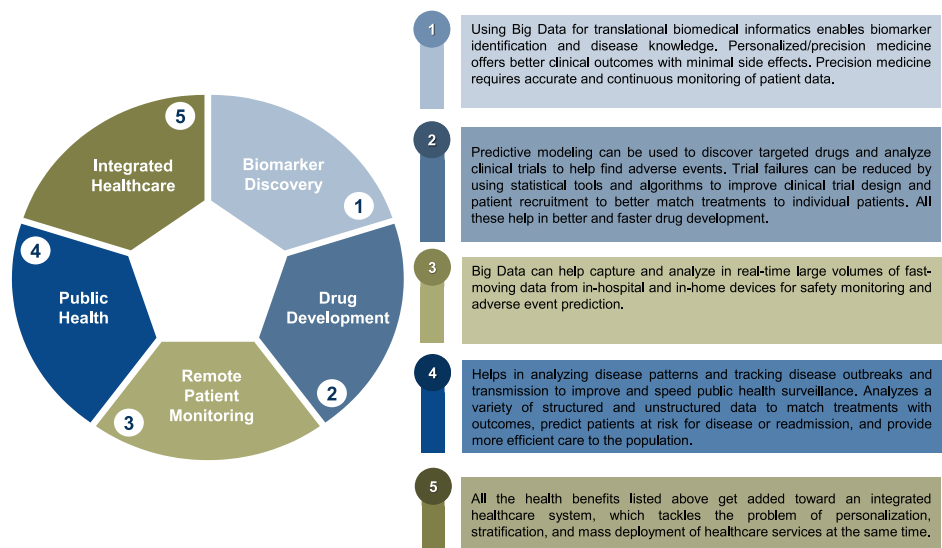 5
Integrated
Healthcare
Biomarker
Discovery
1
4
Public
Health
Drug
Development
2
Remote
Patient
Monitoring
3
1
Using Big Data for translational biomedical informatics enables biomarker
identification and disease knowledge. Personalized/precision medicine
offers better clinical outcomes with minimal side effects. Precision medicine
requires accurate and continuous monitoring of patient data.
2
Predictive modeling can be used to discover targeted drugs and analyze
clinical trials to help find adverse events. Trial failures can be reduced by
using statistical tools and algorithms to improve clinical trial design and
patient recruitment to better match treatments to individual patients. All
these help in better and faster drug development.
3
Big Data can help capture and analyze in real-time large volumes of fast-
moving data from in-hospital and in-home devices for safety monitoring and
adverse event prediction.
4
Helps in analyzing disease patterns and tracking disease outbreaks and
transmission to improve and speed public health surveillance. Analyzes a
variety of structured and unstructured data to match treatments with
outcomes, predict patients at risk for disease or readmission, and provide
more efficient care to the population.
5
All the health benefits listed above get added toward an integrated
healthcare system, which tackles the problem of personalization,
stratification, and mass deployment of healthcare services at the same time.